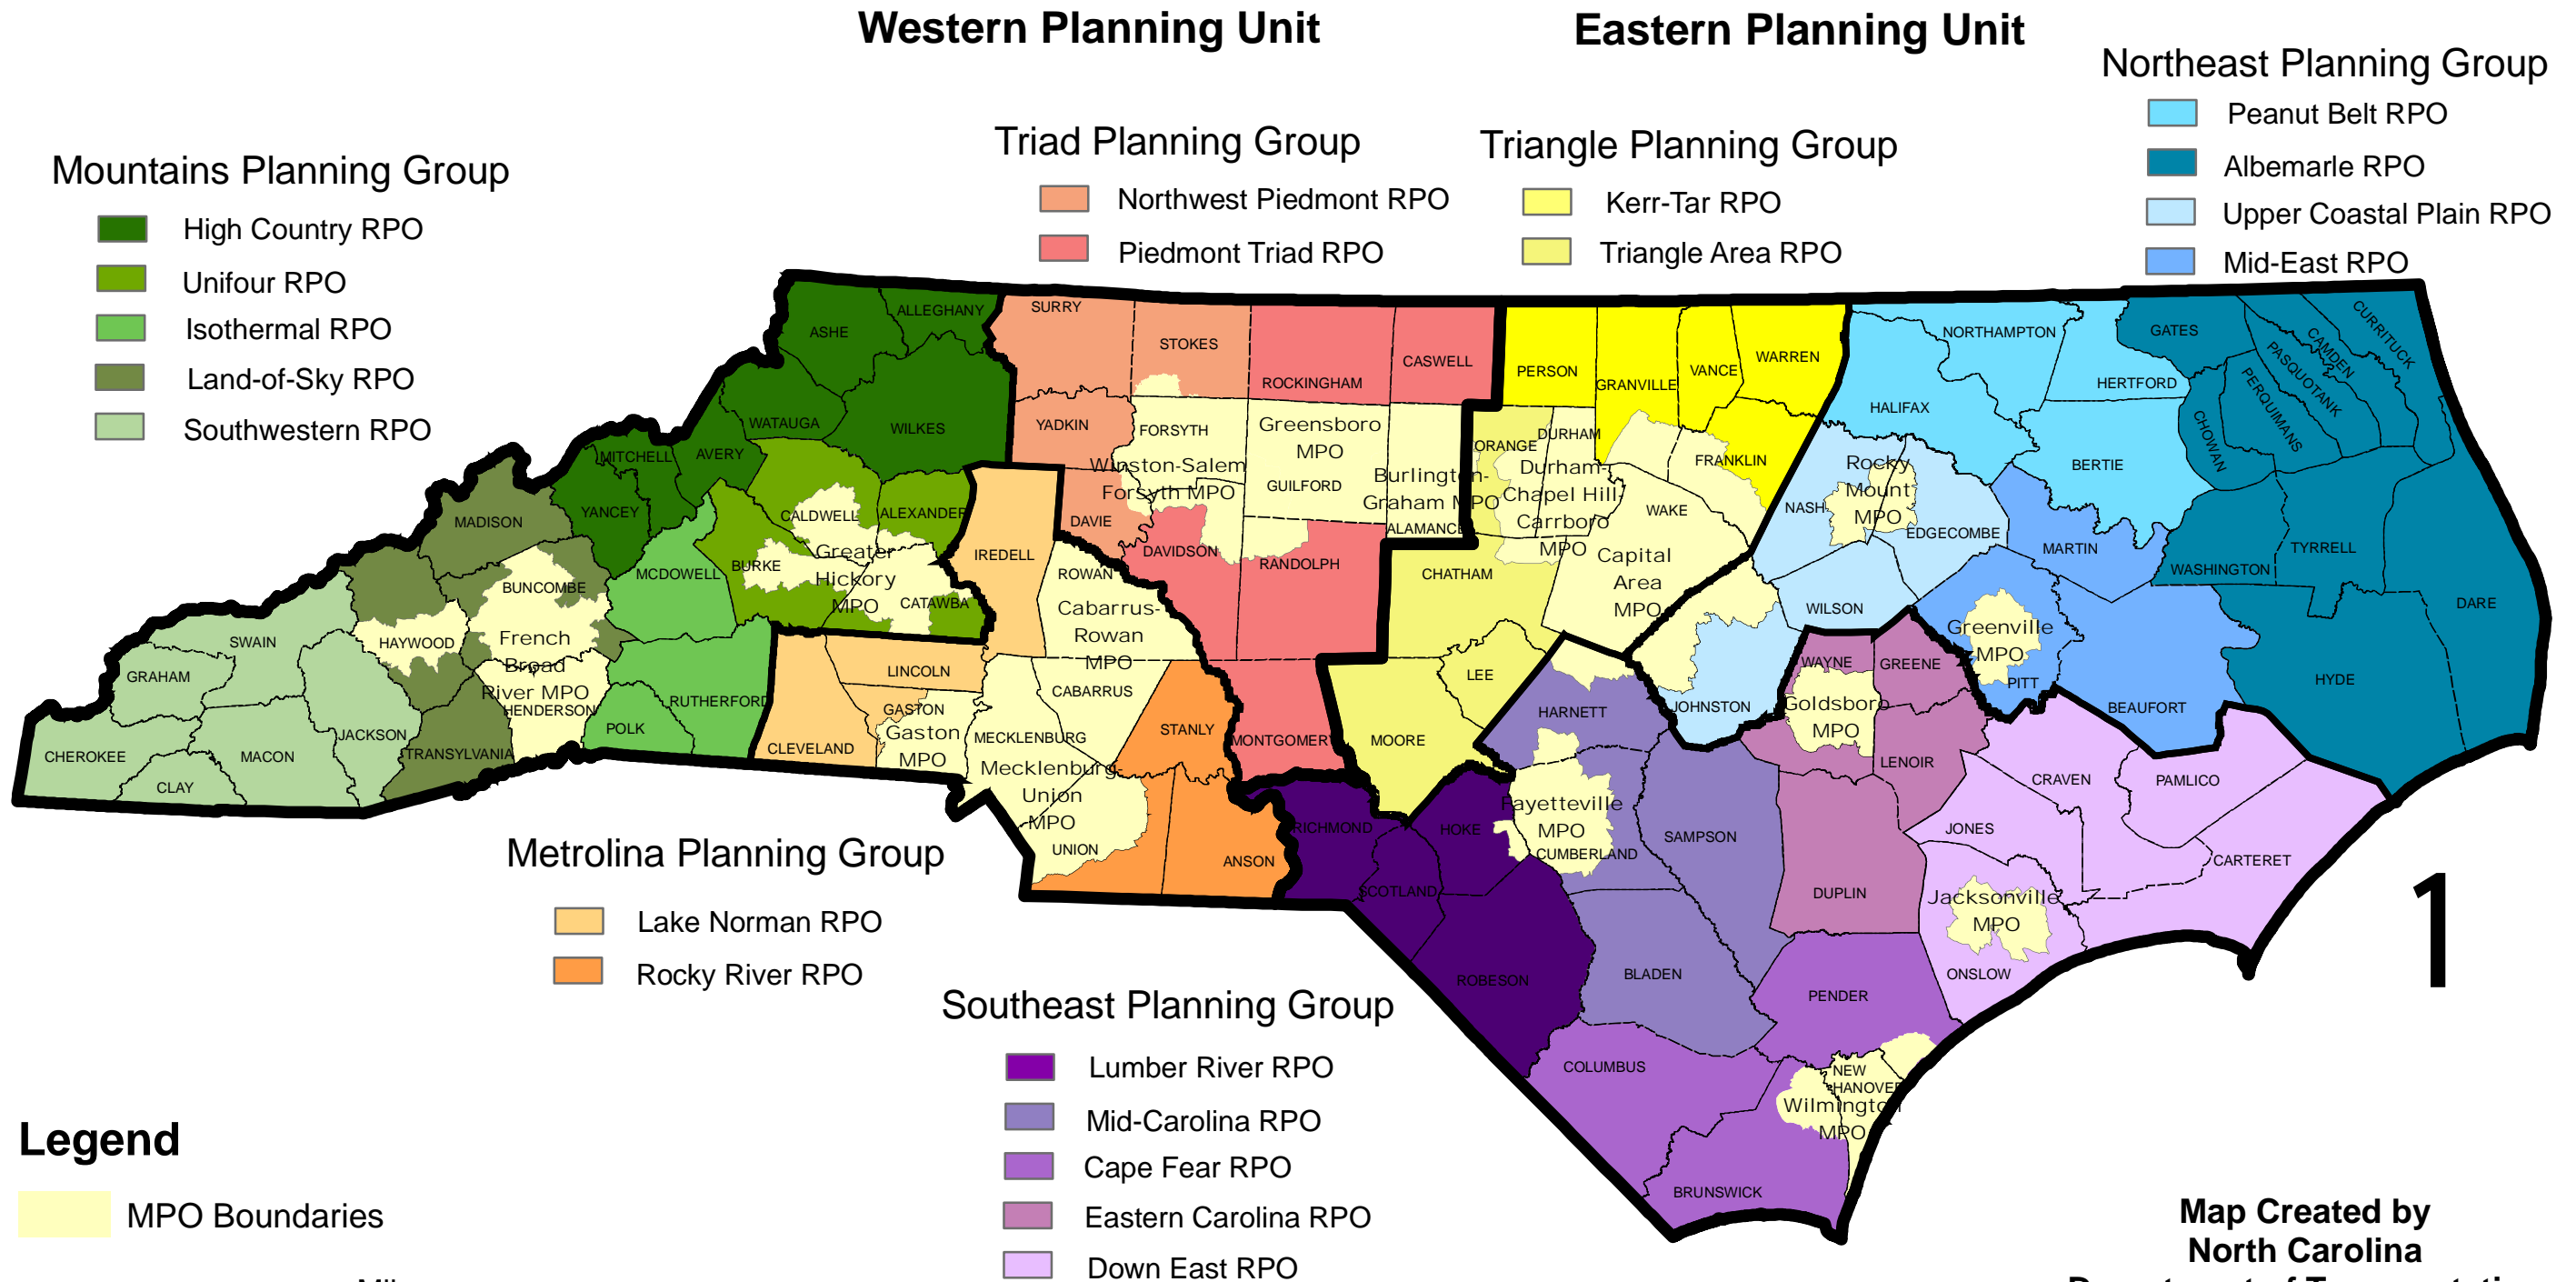 Western Planning Unit
Eastern Planning Unit
Northeast Planning Group
Peanut Belt RPO
Albemarle RPO
Upper Coastal Plain RPO
Mid-East RPO
Triad Planning Group
Northwest Piedmont RPO
Piedmont Triad RPO
Triangle Planning Group
Kerr-Tar RPO
Triangle Area RPO
Mountains Planning Group
High Country RPO
Unifour RPO
Isothermal RPO
Land-of-Sky RPO
Southwestern RPO
ASHE
ALLEGHANY
WATAUGA
WILKES
MITCHELL
AVERY
YANCEY
MADISON
CALDWELL
ALEXANDER
BURKE
Greater
Hickory
MPO
CATAWBA
MCDOWELL
BUNCOMBE
HAYWOOD
French
Broad
River MPO
HENDERSON
SWAIN
GRAHAM
JACKSON
CHEROKEE
CLAY
MACON
TRANSYLVANIA
POLK
RUTHERFORD
SURRY
STOKES
ROCKINGHAM
CASWELL
YADKIN
FORSYTH
Winston-Salem
Forsyth MPO
Greensboro
MPO
GUILFORD
Burlington-
Graham MPO
ALAMANCE
DAVIE
DAVIDSON
RANDOLPH
MONTGOMERY
IREDELL
ROWAN
Cabarrus-
Rowan
MPO
LINCOLN
CABARRUS
GASTON
Gaston
MPO
CLEVELAND
MECKLENBURG
Mecklenburg-
Union
MPO
UNION
STANLY
ANSON
PERSON
GRANVILLE
VANCE
WARREN
FRANKLIN
ORANGE
DURHAM
Durham-
Chapel Hill-
Carrboro
MPO
WAKE
Capital
Area
MPO
CHATHAM
LEE
MOORE
NORTHAMPTON
HALIFAX
HERTFORD
BERTIE
GATES
CURRITUCK
CAMDEN
PASQUOTANK
PERQUIMANS
CHOWAN
Rocky
Mount
MPO
NASH
EDGECOMBE
MARTIN
WASHINGTON
TYRRELL
DARE
WILSON
Greenville
MPO
PITT
BEAUFORT
HYDE
JOHNSTON
WAYNE
GREENE
Goldsboro
MPO
LENOIR
HARNETT
Fayetteville
MPO
CUMBERLAND
SAMPSON
DUPLIN
CRAVEN
PAMLICO
JONES
CARTERET
Jacksonville
MPO
ONSLOW
RICHMOND
HOKE
SCOTLAND
ROBESON
BLADEN
PENDER
COLUMBUS
NEW
HANOVER
Wilmington
MPO
BRUNSWICK
1
Metrolina Planning Group
Lake Norman RPO
Rocky River RPO
Southeast Planning Group
Lumber River RPO
Mid-Carolina RPO
Cape Fear RPO
Eastern Carolina RPO
Down East RPO
Legend
MPO Boundaries
Map Created by
North Carolina